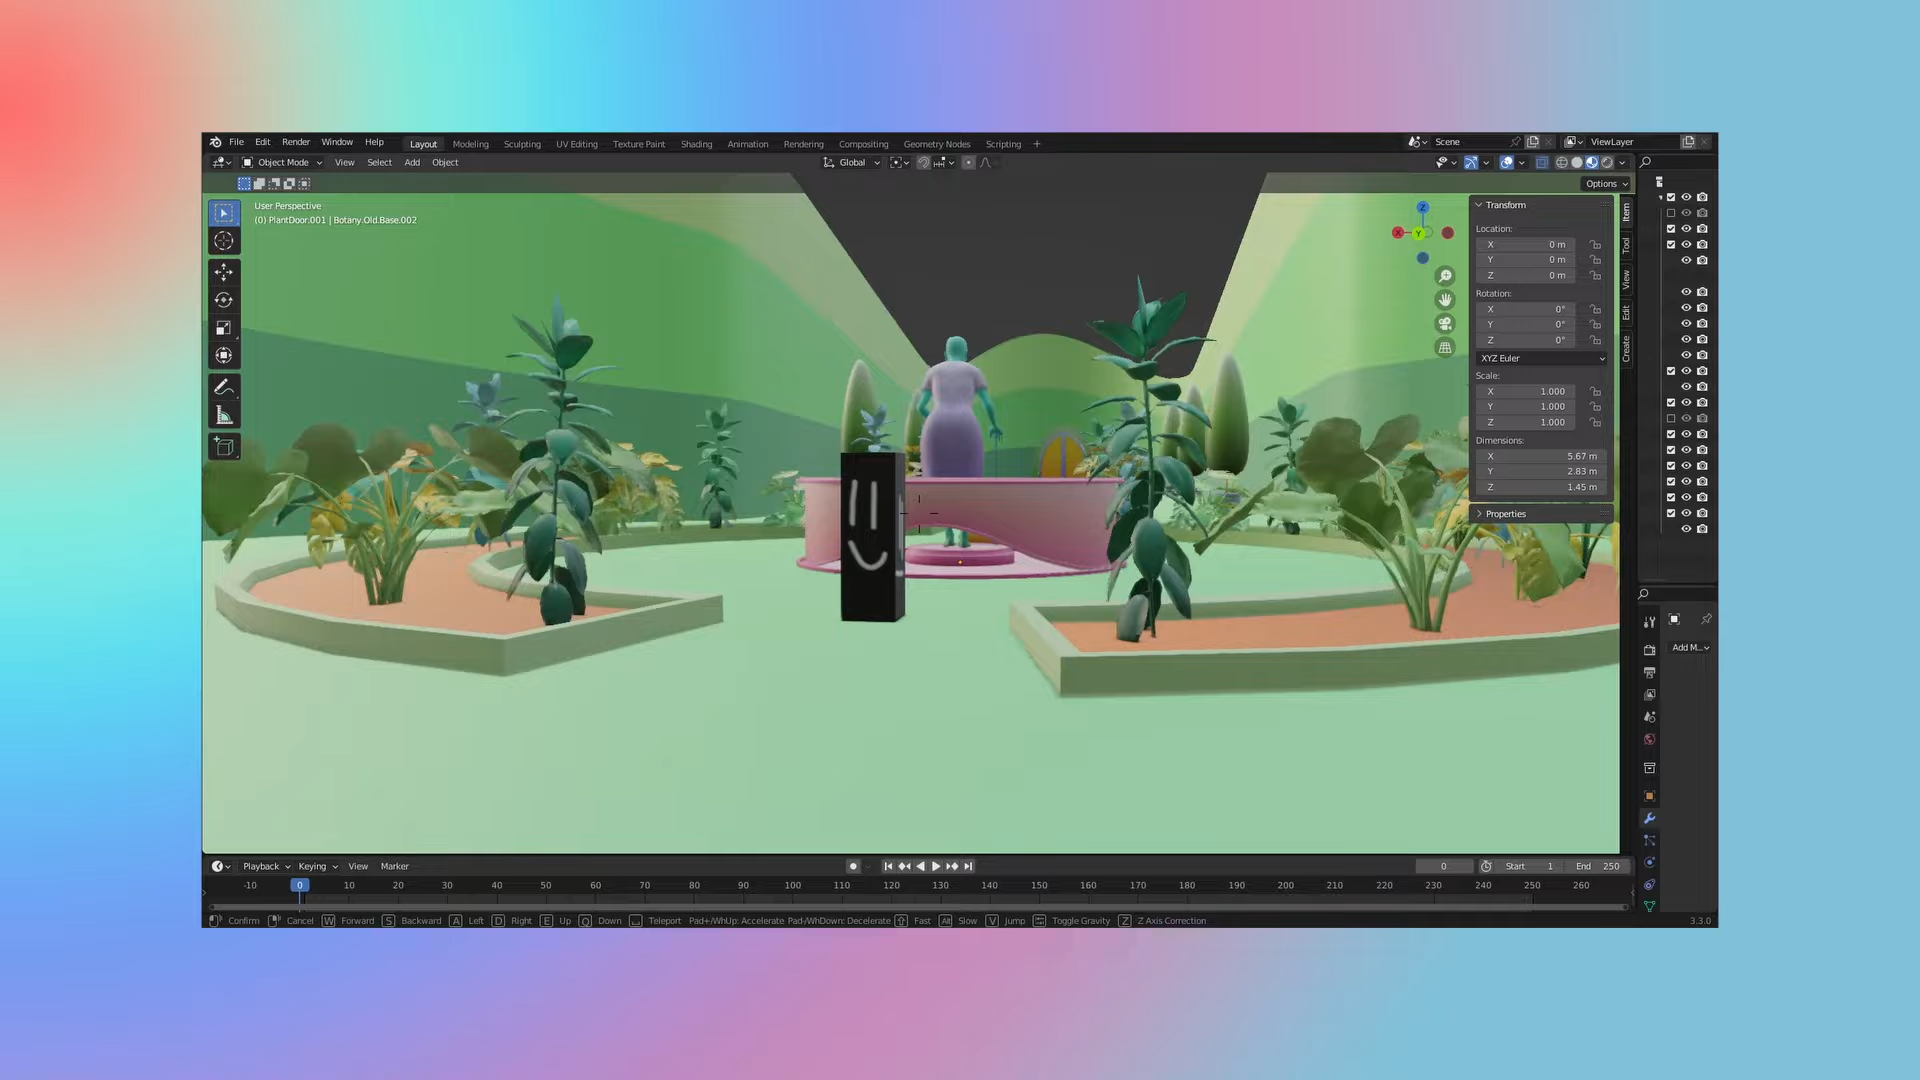 File Edit Render Window Help Layout Modeling Sculpting UV Editing Texture Paint Shading Animation Rendering Compositing Geometry Nodes Scripting + Scene ViewLayer
Object Mode View Select Add Object Global
Options
User Perspective
(0) PlantDoor.001 | Botany.Old.Base.002
Z
X Y
Transform
Location:
X 0 m
Y 0 m
Z 0 m
Rotation:
X 0°
Y 0°
Z 0°
XYZ Euler
Scale:
X 1.000
Y 1.000
Z 1.000
Dimensions:
X 5.67 m
Y 2.83 m
Z 1.45 m
Properties
Item
Tool
View
Edit
Create
Add M...
Playback Keying View Marker 0 Start 1 End 250
-10 0 10 20 30 40 50 60 70 80 90 100 110 120 130 140 150 160 170 180 190 200 210 220 230 240 250 260
Confirm Cancel W Forward S Backward A Left D Right E Up Q Down Teleport Pad+/WhUp: Accelerate Pad-/WhDown: Decelerate Fast Alt Slow V Jump Toggle Gravity Z Z Axis Correction 3.3.0